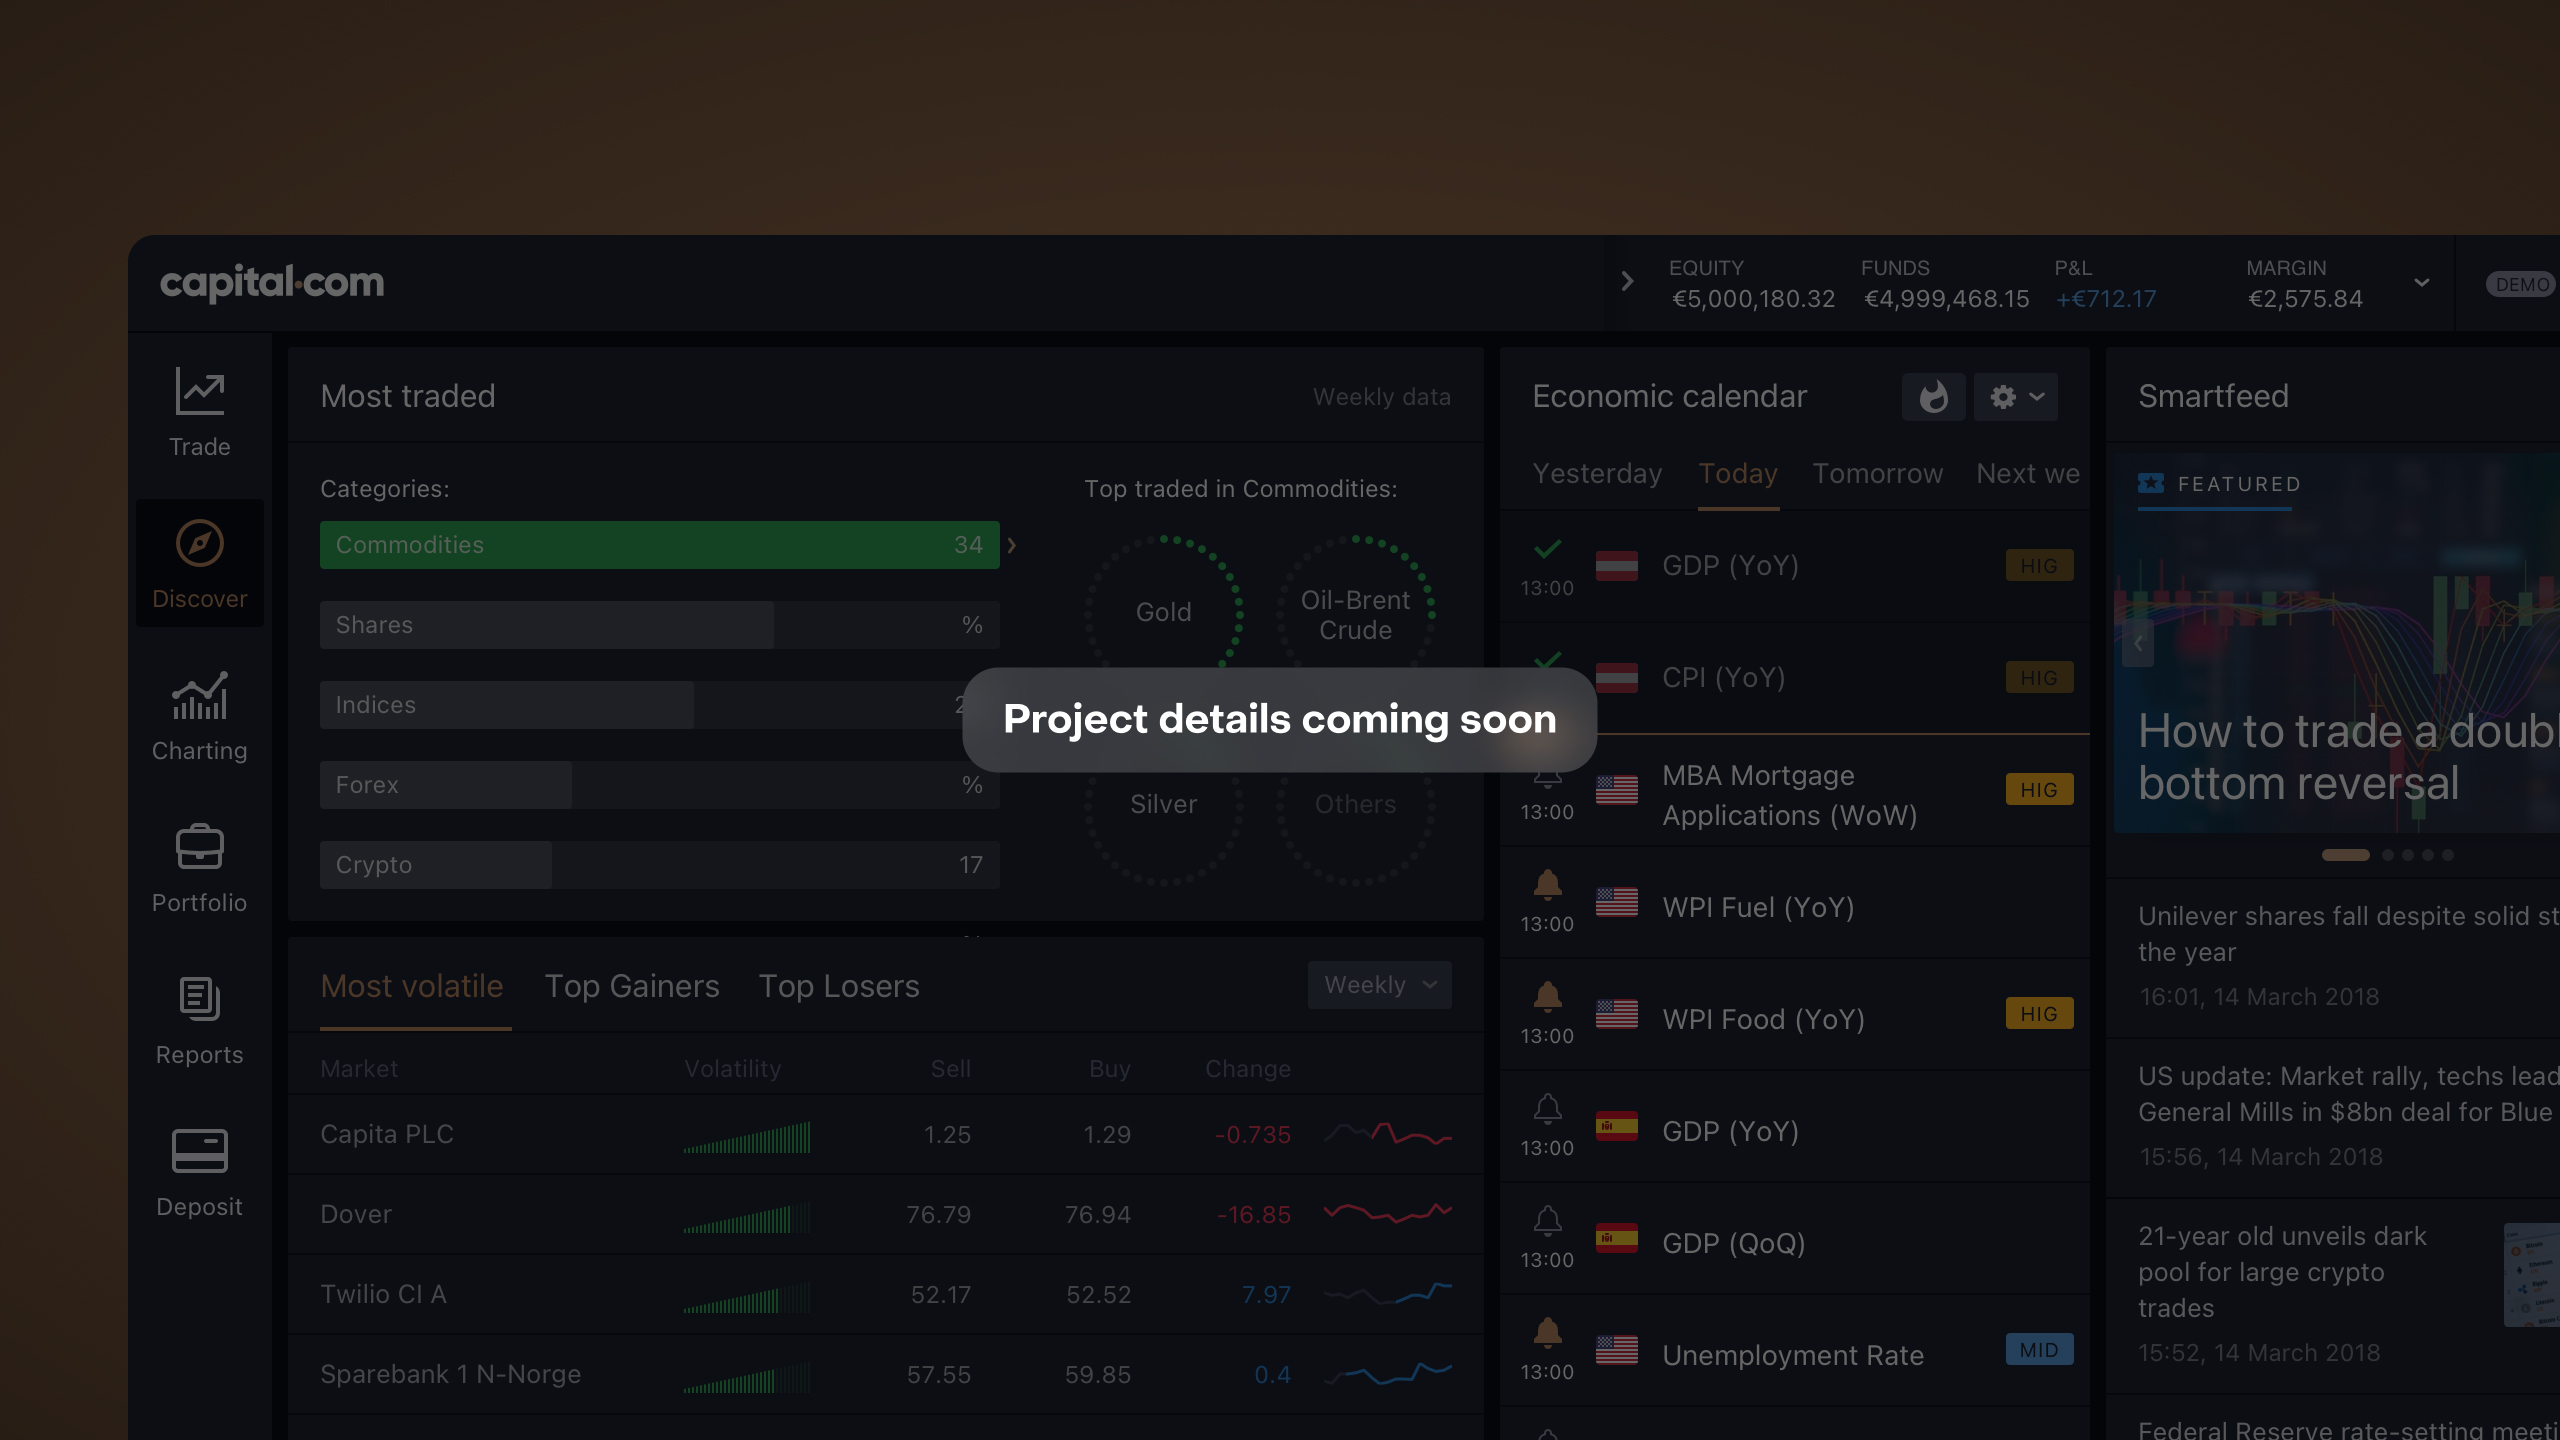 capital.com
EQUITY
€5,000,180.32
FUNDS
€4,999,468.15
P&L
+€712.17
MARGIN
€2,575.84
DEMO
Trade
Discover
Charting
Portfolio
Reports
Deposit
Most traded
Weekly data
Categories:
Commodities 34
Shares %
Indices
Forex %
Crypto 17
Top traded in Commodities:
Gold
Oil-Brent
Crude
Silver
Others
Project details coming soon
Most volatile Top Gainers Top Losers
Weekly
Market Volatility Sell Buy Change
Capita PLC 1.25 1.29 -0.735
Dover 76.79 76.94 -16.85
Twilio Cl A 52.17 52.52 7.97
Sparebank 1 N-Norge 57.55 59.85 0.4
Economic calendar
Yesterday Today Tomorrow Next we
13:00 GDP (YoY) HIG
CPI (YoY) HIG
13:00 MBA Mortgage
Applications (WoW) HIG
13:00 WPI Fuel (YoY)
13:00 WPI Food (YoY) HIG
13:00 GDP (YoY)
13:00 GDP (QoQ)
13:00 Unemployment Rate MID
Smartfeed
FEATURED
How to trade a doubl
bottom reversal
Unilever shares fall despite solid st
the year
16:01, 14 March 2018
US update: Market rally, techs lead
General Mills in $8bn deal for Blue
15:56, 14 March 2018
21-year old unveils dark
pool for large crypto
trades
15:52, 14 March 2018
Federal Reserve rate-setting meeti